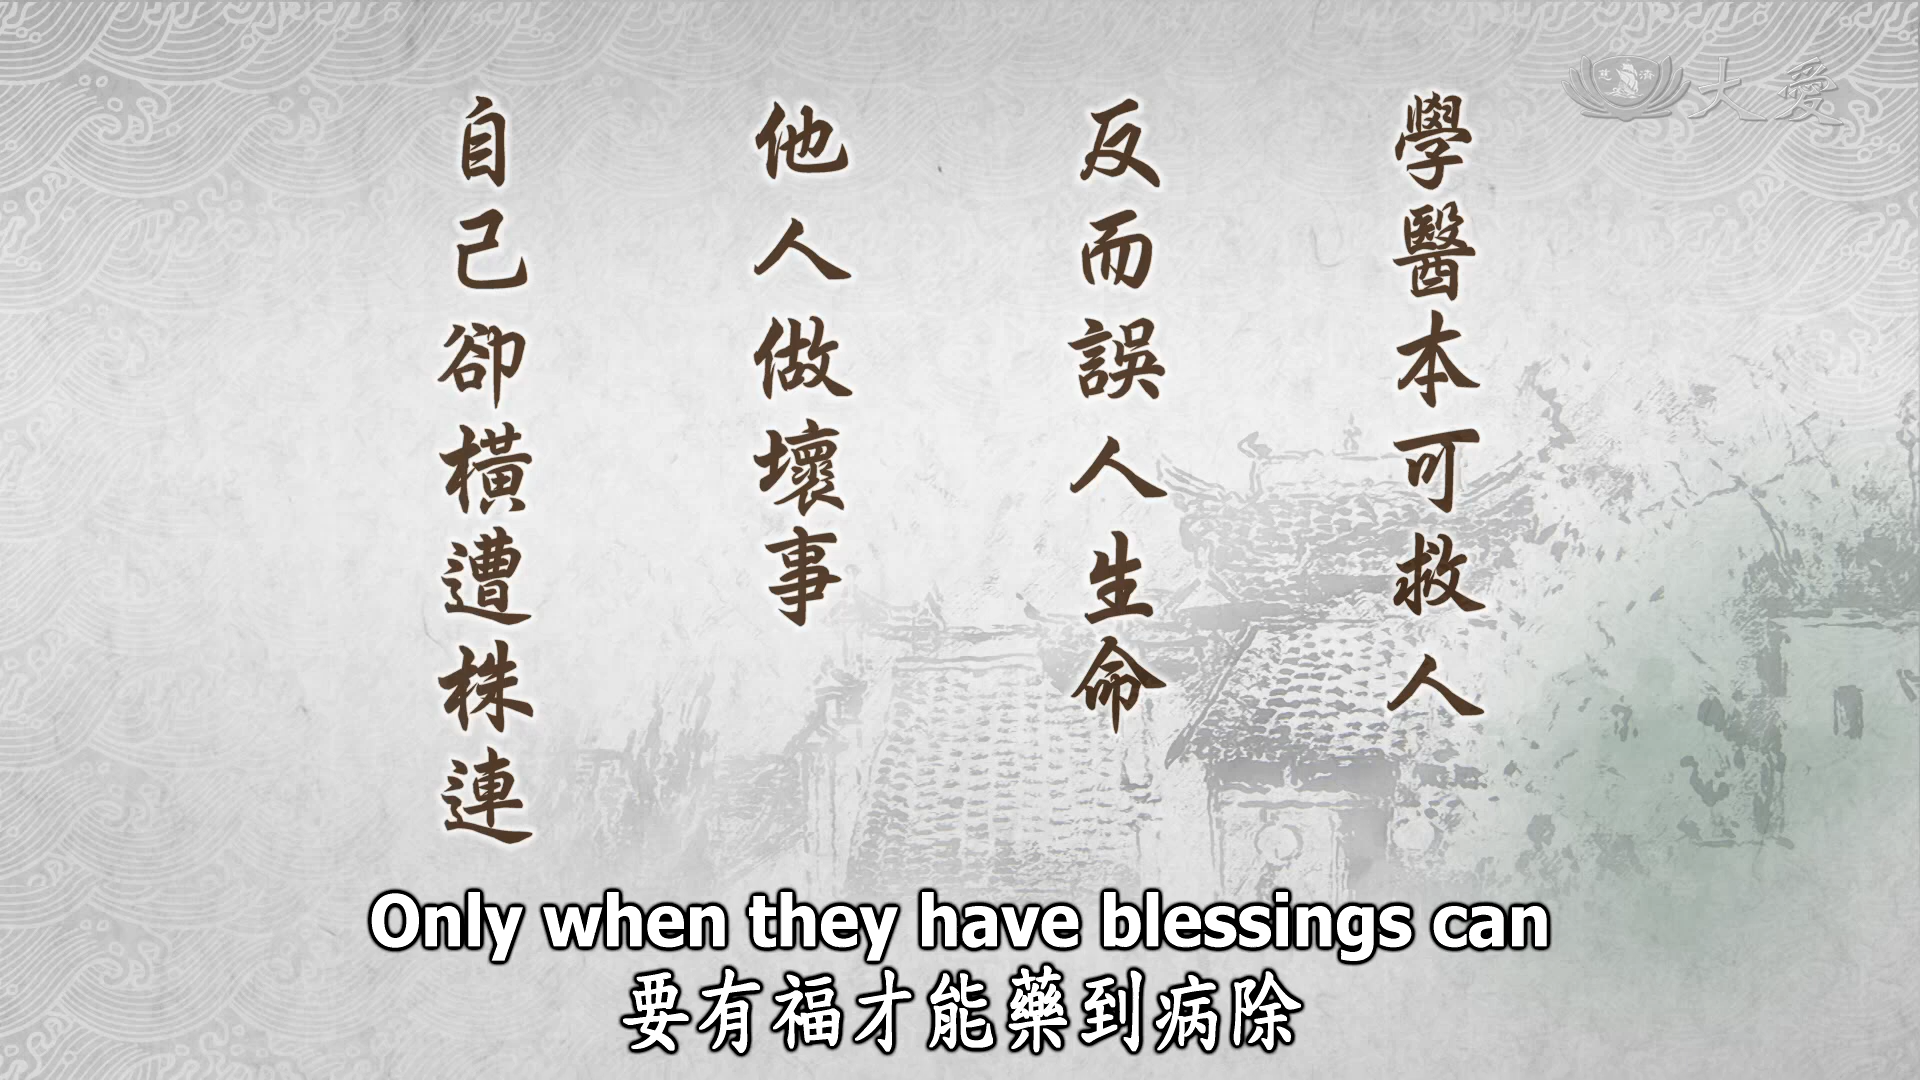 慈濟
大愛
學醫本可救人
反而誤人生命
他人做壞事
自己卻橫遭株連
Only when they have blessings can
要有福才能藥到病除